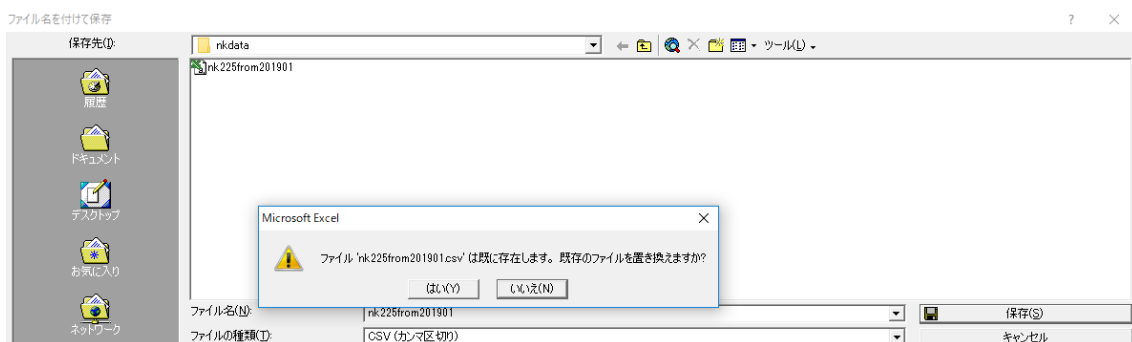 ファイル名を付けて保存
保存先(I):
nkdata
ツール(L)
nk225from201901
履歴
ドキュメント
デスクトップ
お気に入り
ネットワーク
Microsoft Excel
ファイル 'nk225from201901.csv' は既に存在します。既存のファイルを置き換えますか?
はい(Y)
いいえ(N)
ファイル名(N):
nk225from201901
保存(S)
ファイルの種類(T):
CSV (カンマ区切り)
キャンセル